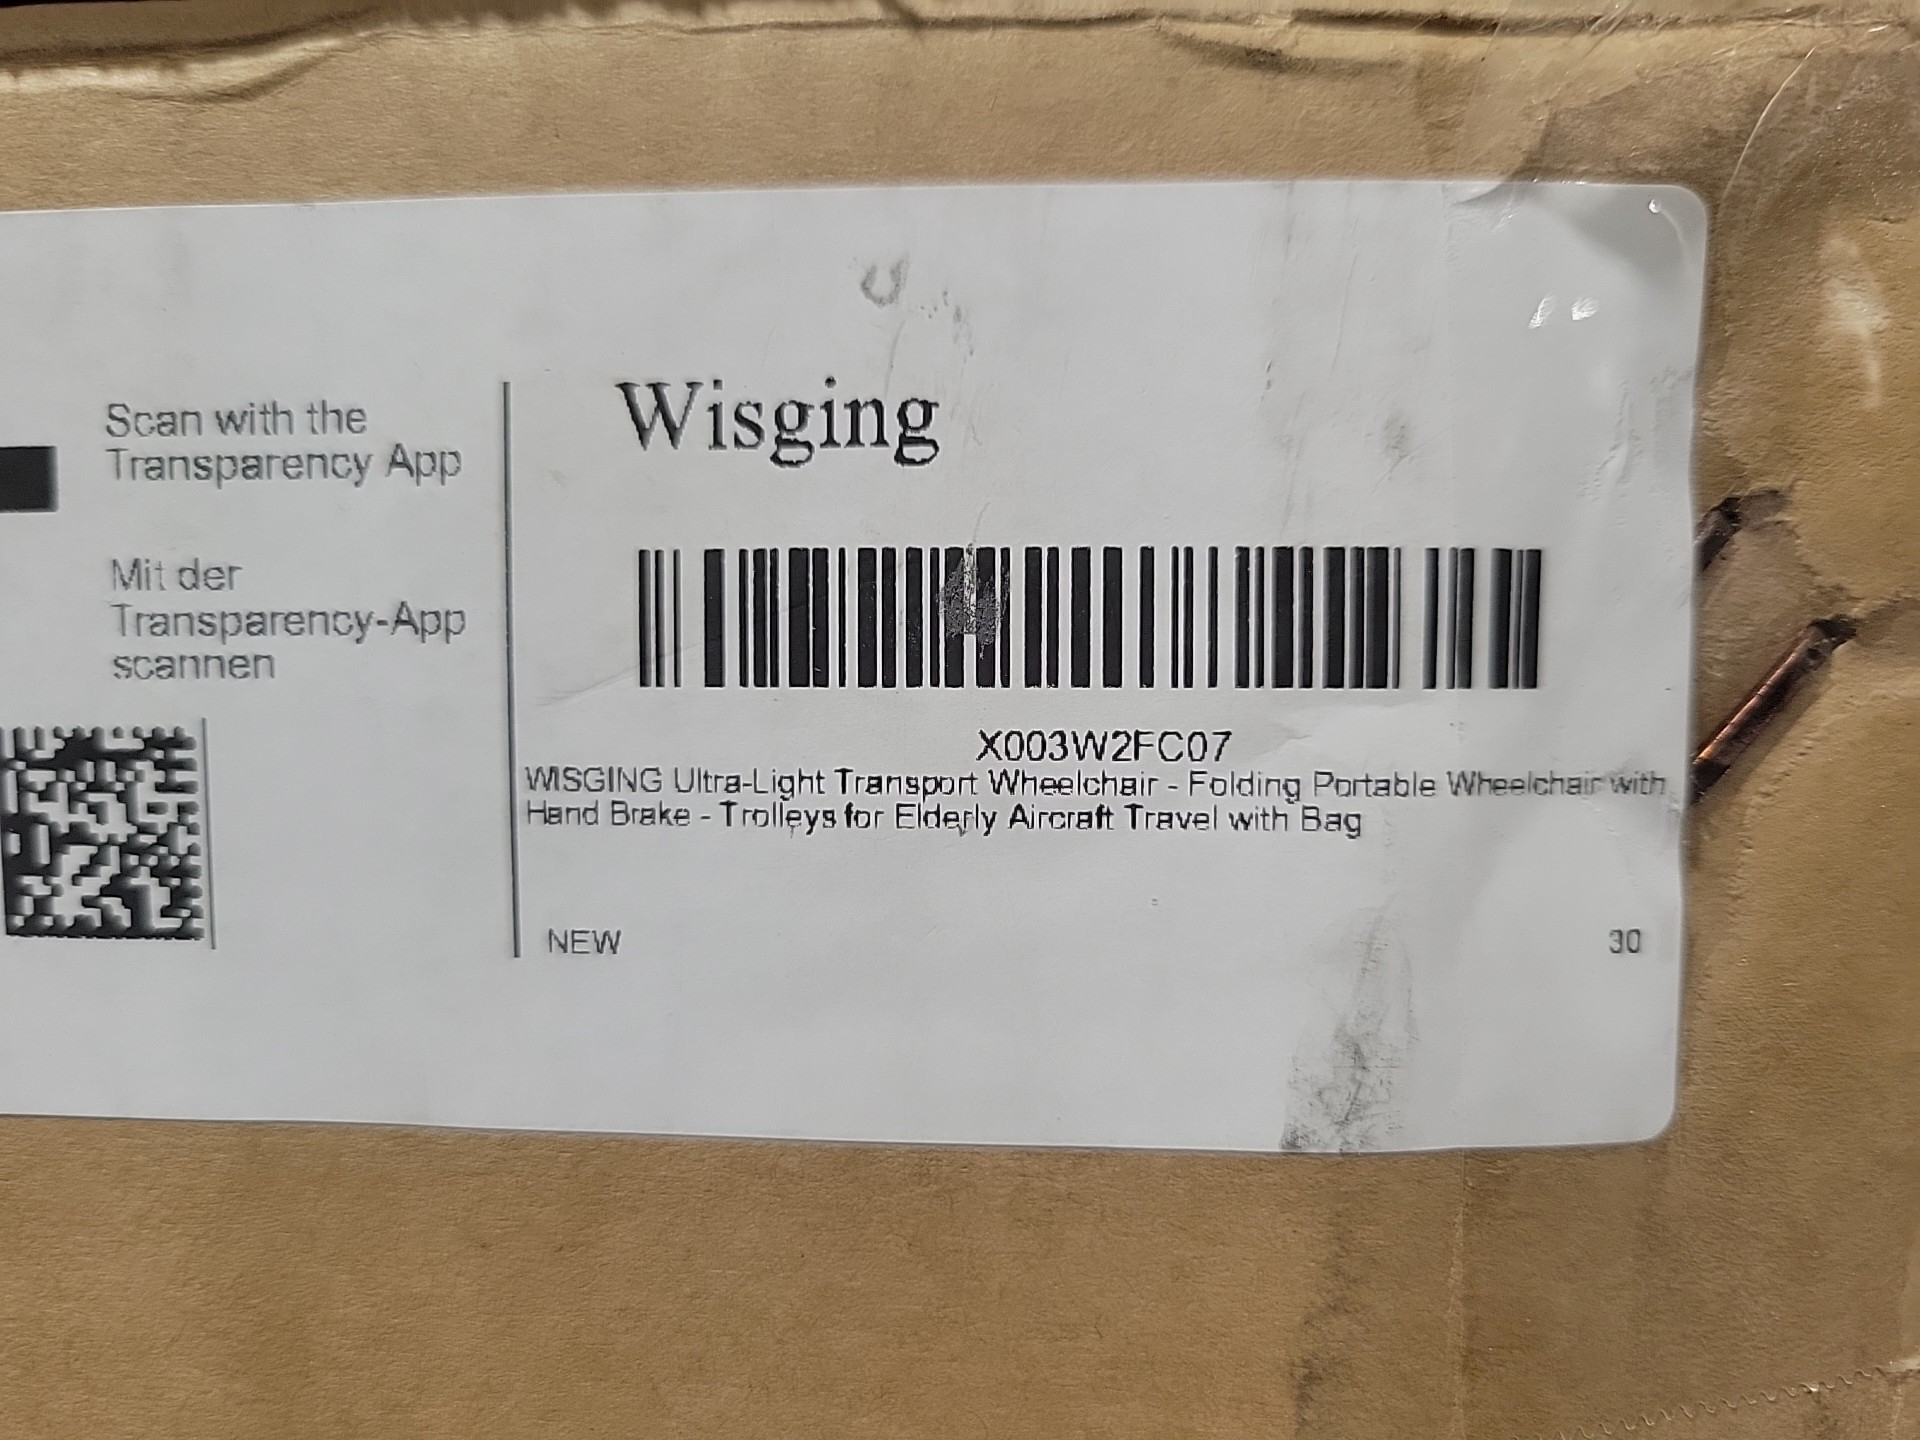 Scan with the
Transparency App
Mit der
Transparency-App
scannen
Wisging
X003W2FC07
WISGING Ultra-Light Transport Wheelchair - Folding Portable Wheelchair with
Hand Brake - Trolleys for Elderly Aircraft Travel with Bag
NEW
30